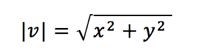 |v| = √(x² + y²)